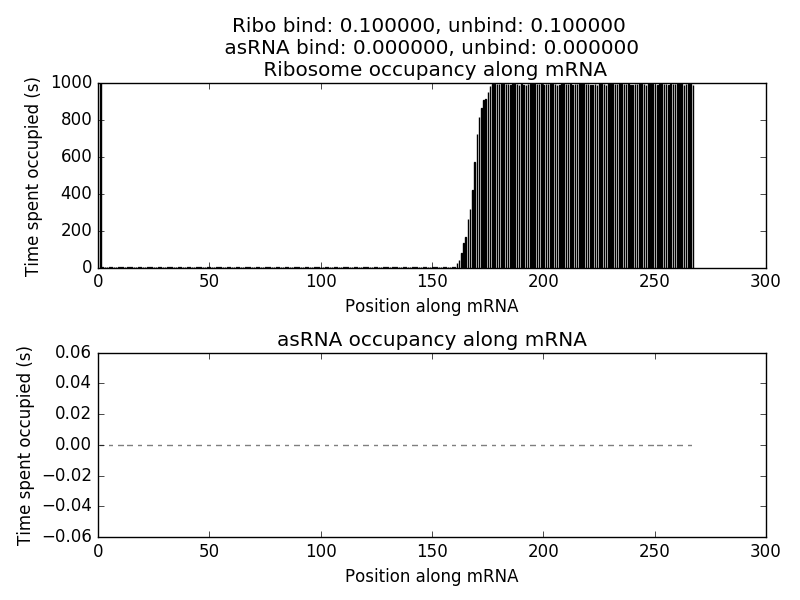 Ribo bind: 0.100000, unbind: 0.100000
asRNA bind: 0.000000, unbind: 0.000000
Ribosome occupancy along mRNA
Time spent occupied (s)
1000
800
600
400
200
0
0 50 100 150 200 250 300
Position along mRNA
asRNA occupancy along mRNA
Time spent occupied (s)
0.06
0.04
0.02
0.00
−0.02
−0.04
−0.06
0 50 100 150 200 250 300
Position along mRNA